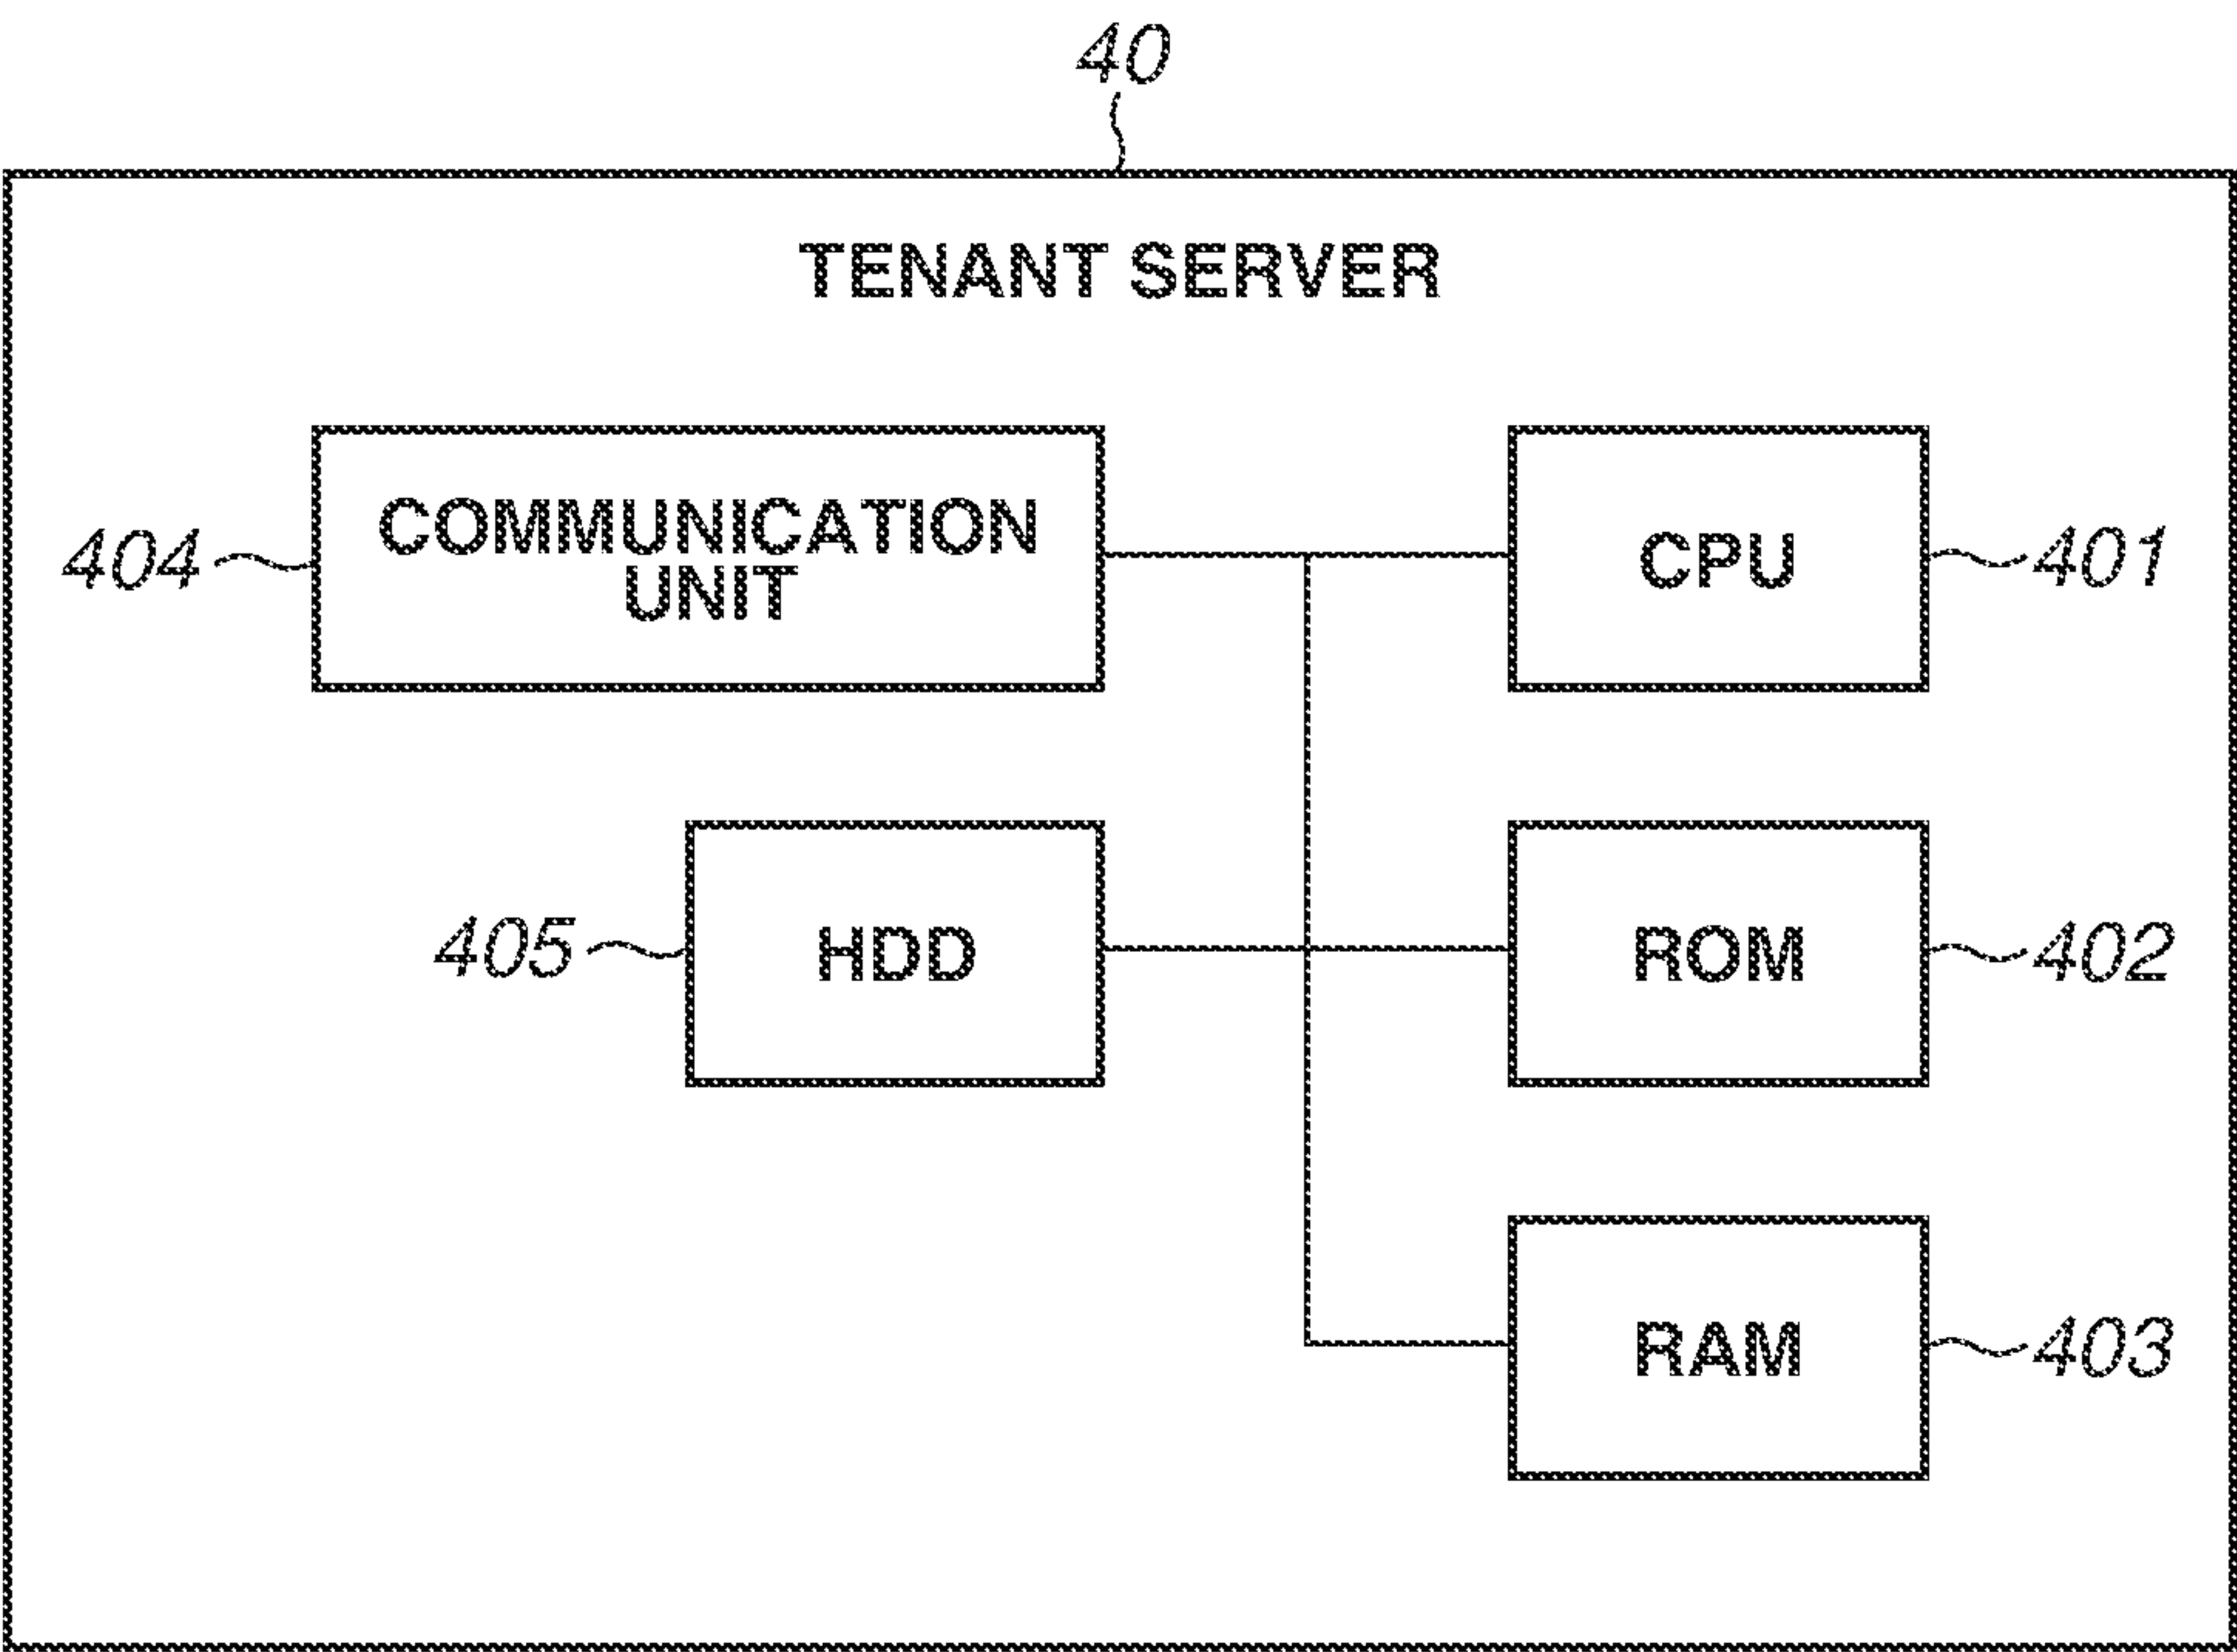 40
TENANT SERVER
404
COMMUNICATION
UNIT
CPU
401
405
HDD
ROM
402
RAM
403